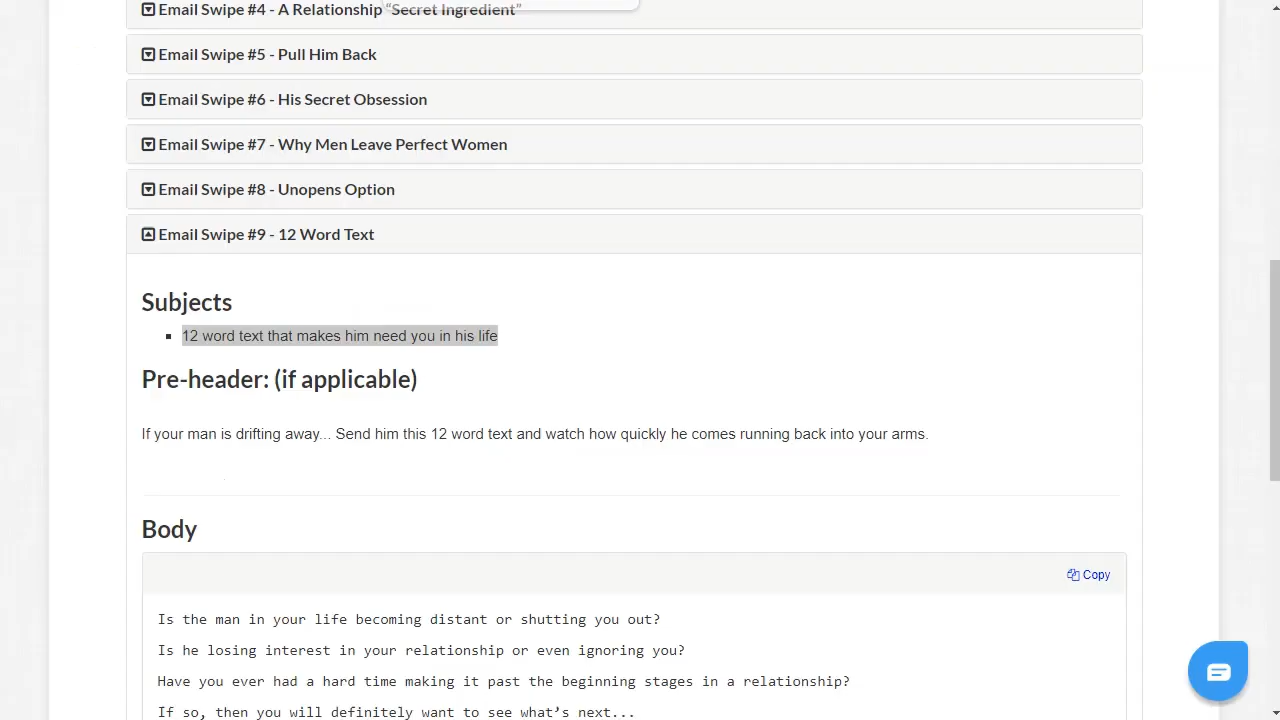 Email Swipe #4 - A Relationship “Secret Ingredient”
Email Swipe #5 - Pull Him Back
Email Swipe #6 - His Secret Obsession
Email Swipe #7 - Why Men Leave Perfect Women
Email Swipe #8 - Unopens Option
Email Swipe #9 - 12 Word Text
Subjects
12 word text that makes him need you in his life
Pre-header: (if applicable)
If your man is drifting away... Send him this 12 word text and watch how quickly he comes running back into your arms.
Body
Copy
Is the man in your life becoming distant or shutting you out?
Is he losing interest in your relationship or even ignoring you?
Have you ever had a hard time making it past the beginning stages in a relationship?
If so, then you will definitely want to see what’s next...